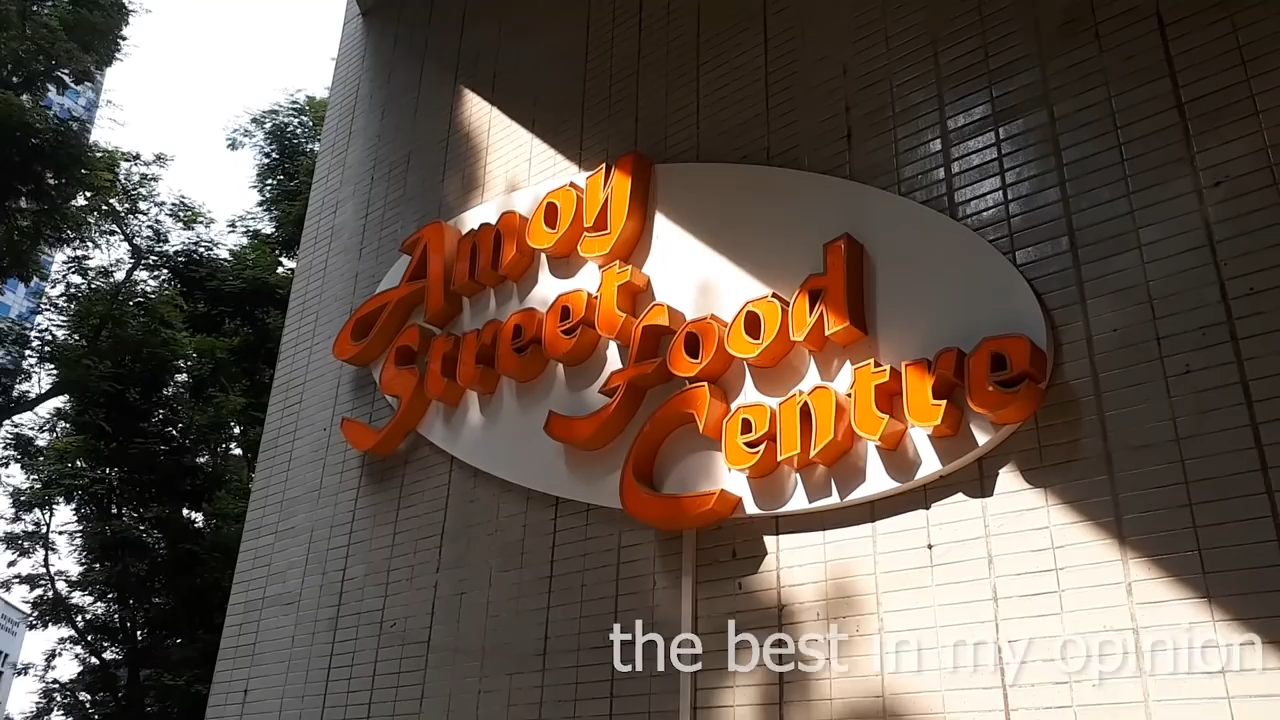 Amoy
Street
Food
Centre
the best in my opinion